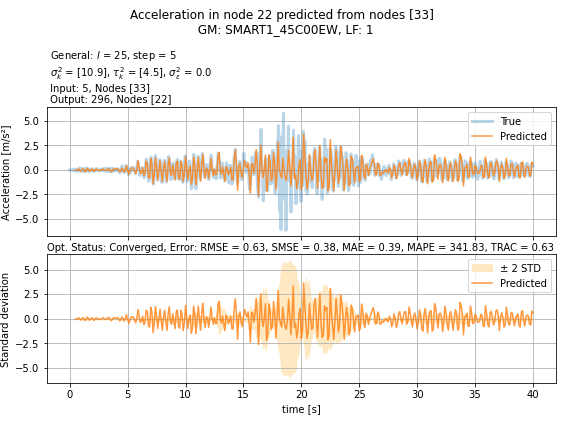 Acceleration in node 22 predicted from nodes [33]
GM: SMART1_45C00EW, LF: 1
General: l = 25, step = 5
σ²ₖ = [10.9], τ²ₖ = [4.5], σ²ε = 0.0
Input: 5, Nodes [33]
Output: 296, Nodes [22]
Acceleration [m/s²]
5.0
2.5
0.0
−2.5
−5.0
True
Predicted
Opt. Status: Converged, Error: RMSE = 0.63, SMSE = 0.38, MAE = 0.39, MAPE = 341.83, TRAC = 0.63
Standard deviation
5.0
2.5
0.0
−2.5
−5.0
± 2 STD
Predicted
0 5 10 15 20 25 30 35 40
time [s]